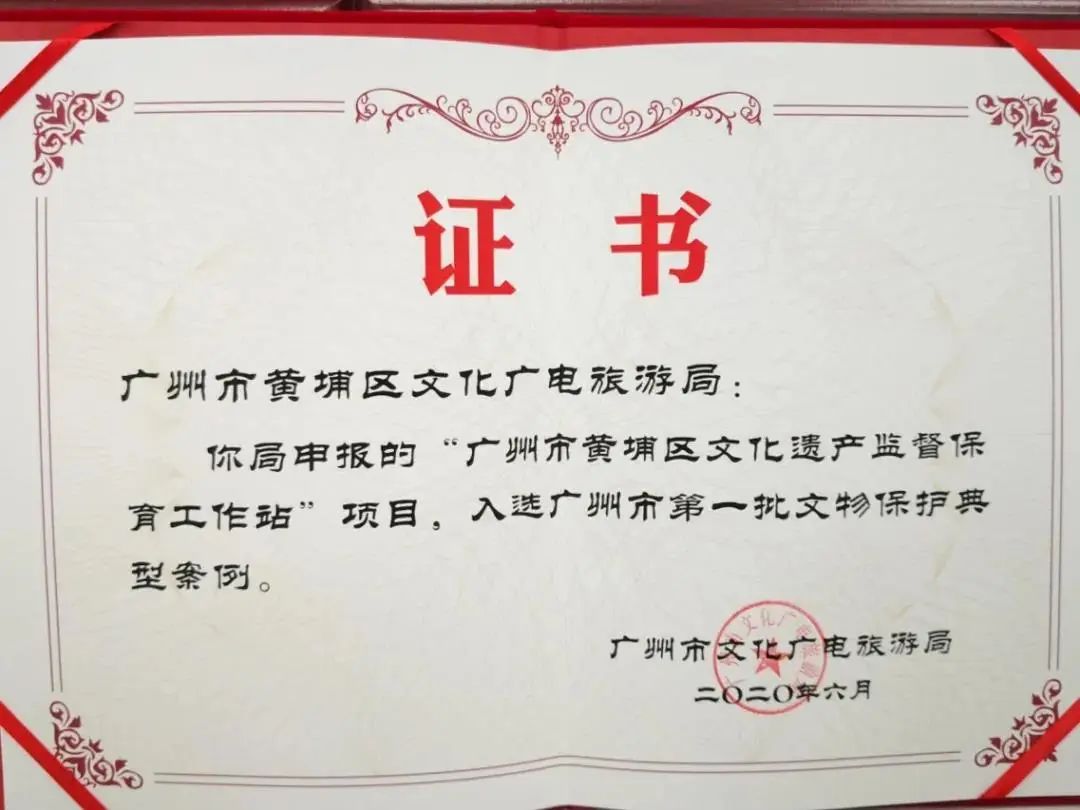 证书
广州市黄埔区文化广电旅游局：
你局申报的“广州市黄埔区文化遗产监督保
育工作站”项目，入选广州市第一批文物保护典
型案例。
广州市文化广电旅游局
二〇二〇年六月